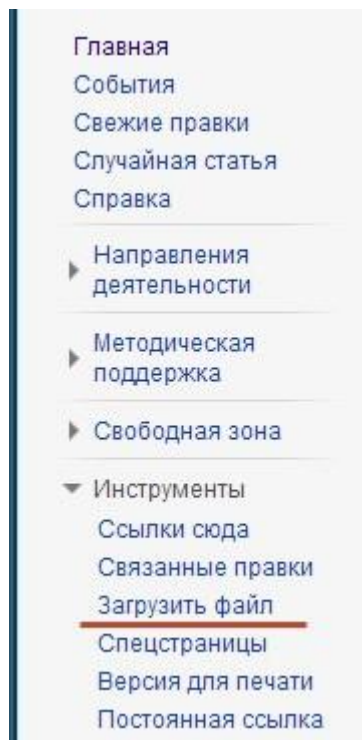 Главная
События
Свежие правки
Случайная статья
Справка
Направления
деятельности
Методическая
поддержка
Свободная зона
Инструменты
Ссылки сюда
Связанные правки
Загрузить файл
Спецстраницы
Версия для печати
Постоянная ссылка